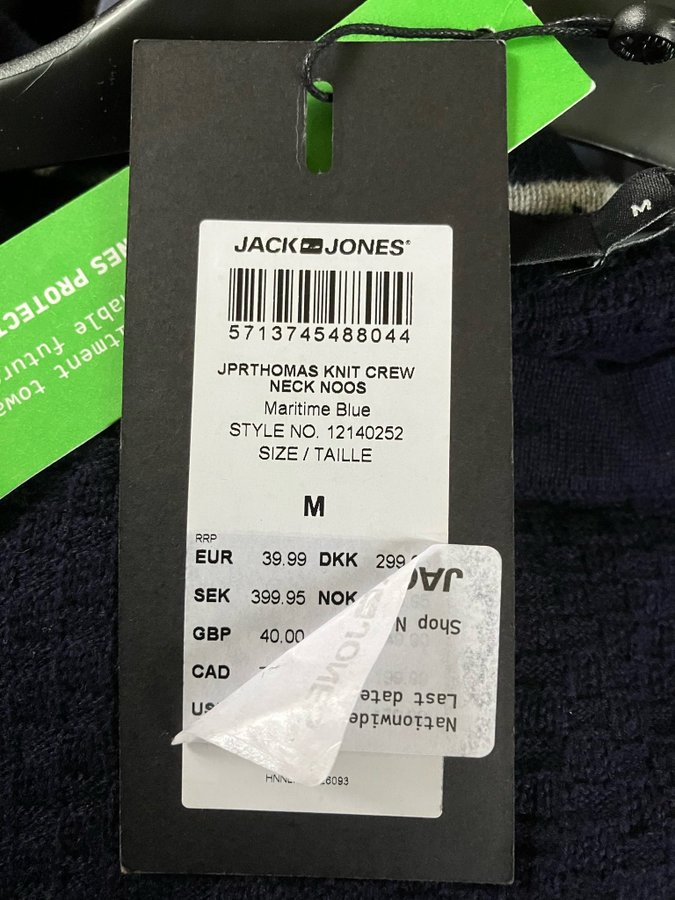 JACK JONES®
5713745488044
JPRTHOMAS KNIT CREW
NECK NOOS
Maritime Blue
STYLE NO. 12140252
SIZE / TAILLE
M
RRP
EUR 39.99 DKK
SEK 399.95 NOK
GBP 40.00
CAD
Shop
Nationwide
Last date
M
PROTECT